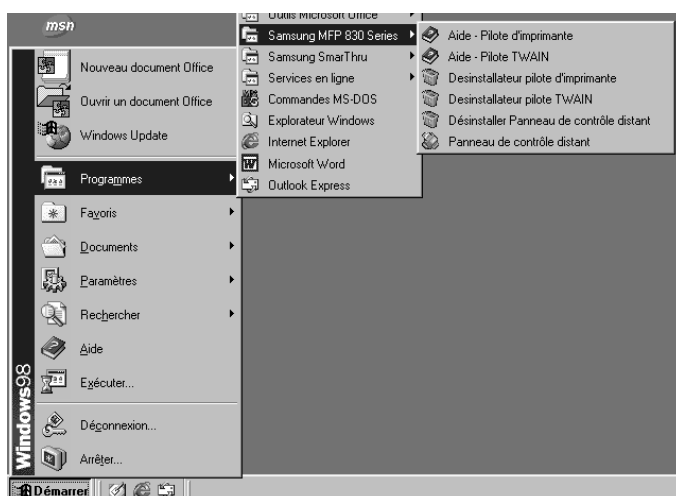 msn
Nouveau document Office
Ouvrir un document Office
Windows Update
Programmes
Favoris
Documents
Paramètres
Rechercher
Aide
Exécuter...
Déconnexion...
Arrêter...
Windows98
Démarrer
Outils Microsoft Office
Samsung MFP 830 Series
Samsung SmarThru
Services en ligne
Commandes MS-DOS
Explorateur Windows
Internet Explorer
Microsoft Word
Outlook Express
Aide - Pilote d'imprimante
Aide - Pilote TWAIN
Desinstallateur pilote d'imprimante
Desinstallateur pilote TWAIN
Désinstaller Panneau de contrôle distant
Panneau de contrôle distant